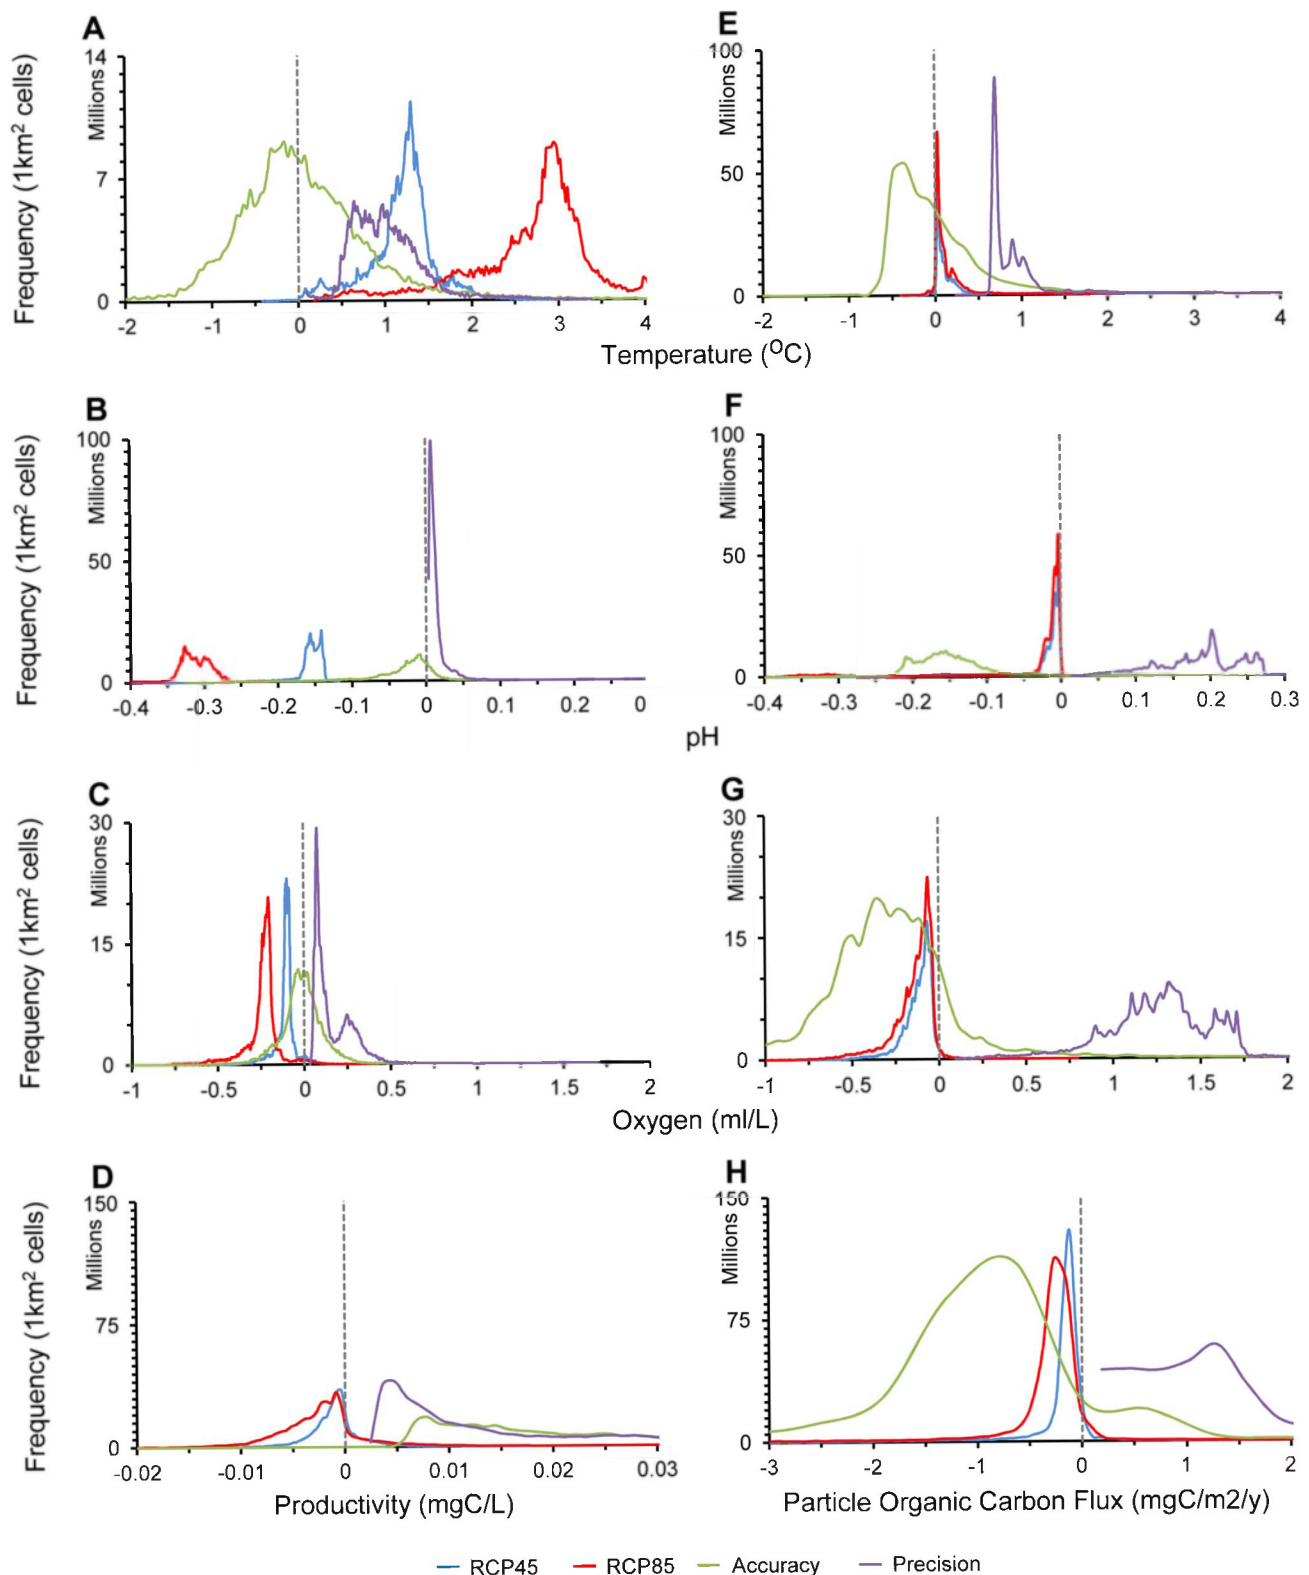 A
E
Frequency (1km² cells)
Millions
14
7
0
-2 -1 0 1 2 3 4
Millions
100
50
0
-2 -1 0 1 2 3 4
Temperature (ºC)
B
F
Frequency (1km² cells)
Millions
100
50
0
-0.4 -0.3 -0.2 -0.1 0 0.1 0.2 0
Millions
100
50
0
-0.4 -0.3 -0.2 -0.1 0 0.1 0.2 0.3
pH
C
G
Frequency (1km² cells)
Millions
30
15
0
-1 -0.5 0 0.5 1 1.5 2
Millions
30
15
0
-1 -0.5 0 0.5 1 1.5 2
Oxygen (ml/L)
D
H
Frequency (1km² cells)
Millions
150
75
0
-0.02 -0.01 0 0.01 0.02 0.03
Productivity (mgC/L)
Millions
150
75
0
-3 -2 -1 0 1 2
Particle Organic Carbon Flux (mgC/m2/y)
RCP45 RCP85 Accuracy Precision